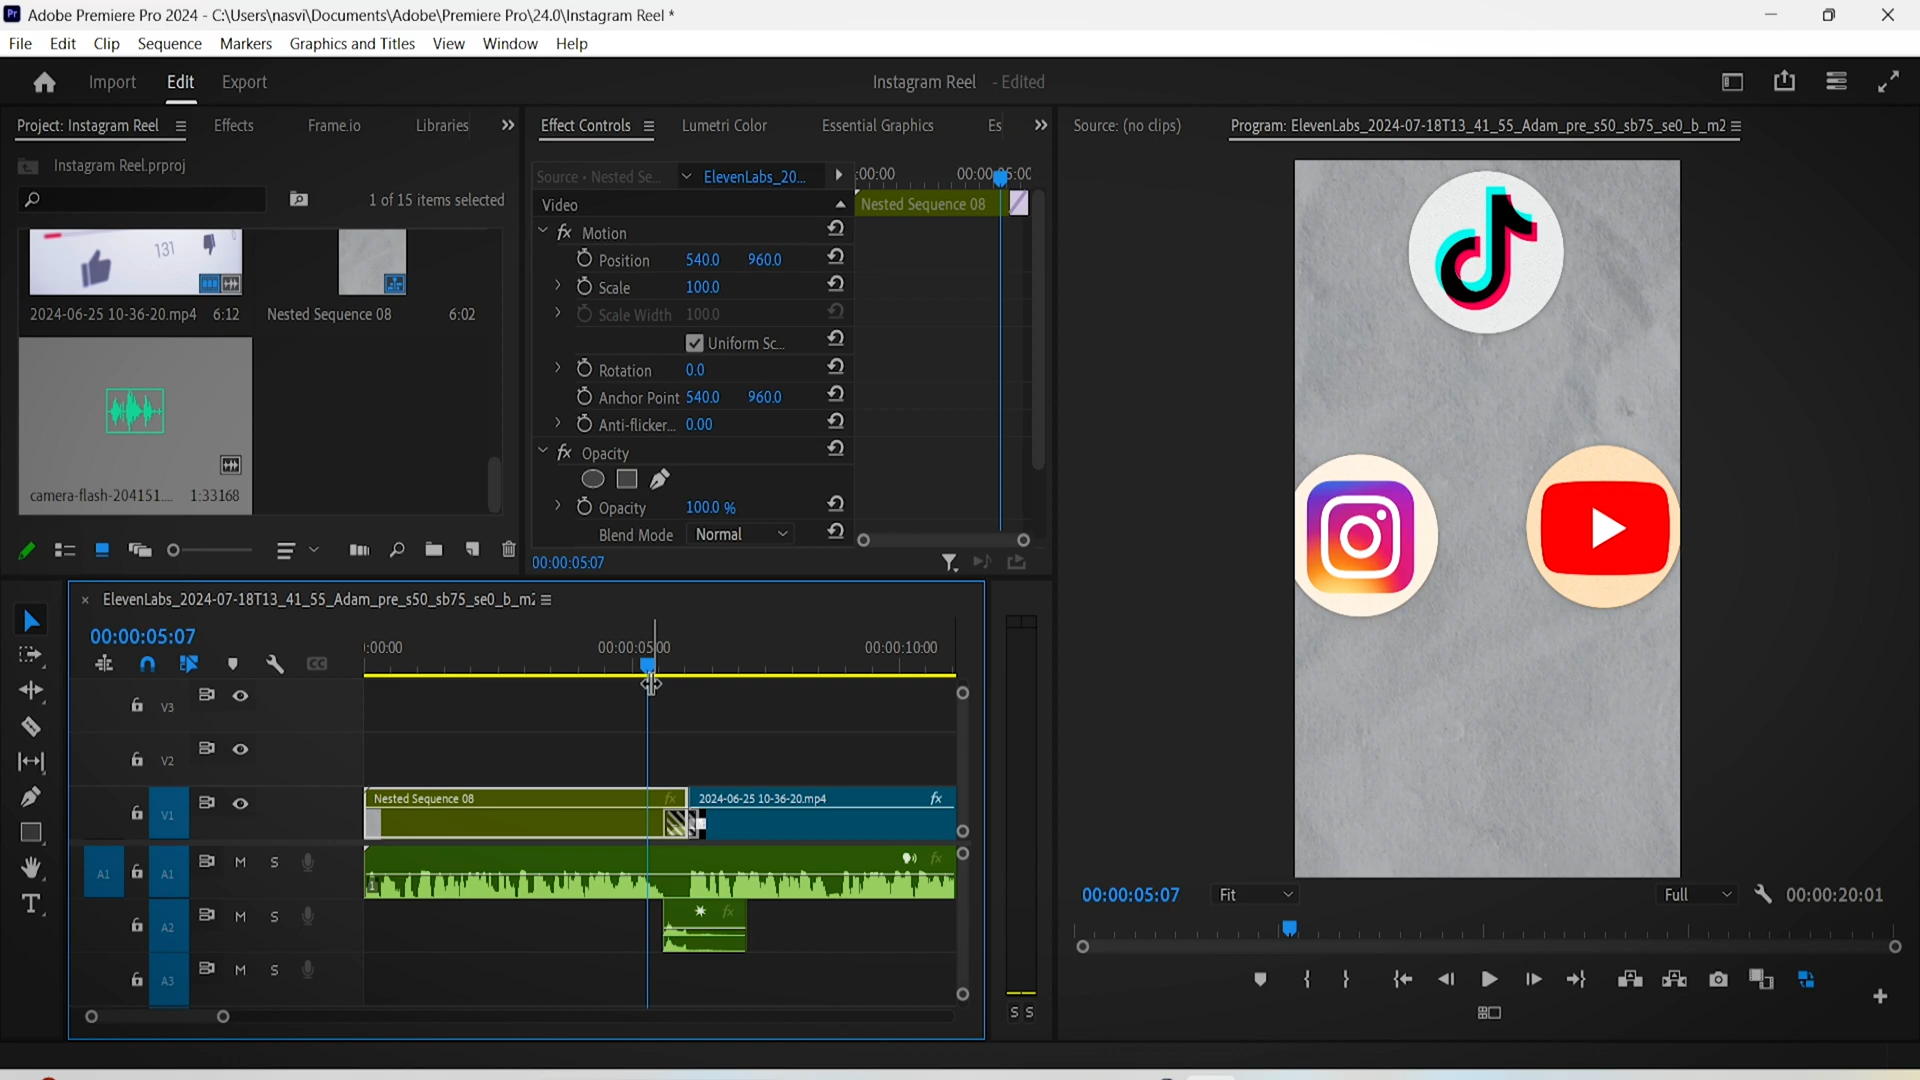 Pr Adobe Premiere Pro 2024 - C:\Users\nasvi\Documents\Adobe\Premiere Pro\24.0\Instagram Reel *
File Edit Clip Sequence Markers Graphics and Titles View Window Help
Import Edit Export
Instagram Reel - Edited
Project: Instagram Reel Effects Frame.io Libraries
Effect Controls Lumetri Color Essential Graphics Es
Source: (no clips) Program: ElevenLabs_2024-07-18T13_41_55_Adam_pre_s50_sb75_se0_b_m2
Instagram Reel.prproj
1 of 15 items selected
131
2024-06-25 10-36-20.mp4 6:12
Nested Sequence 08 6:02
camera-flash-204151.... 1:33168
Source • Nested Se... ElevenLabs_20...
:00:00 00:00:05:00
Video
Nested Sequence 08
fx Motion
Position 540.0 960.0
Scale 100.0
Scale Width 100.0
Uniform Sc...
Rotation 0.0
Anchor Point 540.0 960.0
Anti-flicker... 0.00
fx Opacity
Opacity 100.0 %
Blend Mode Normal
00:00:05:07
× ElevenLabs_2024-07-18T13_41_55_Adam_pre_s50_sb75_se0_b_m2
00:00:05:07
:00:00 00:00:05:00 00:00:10:00
CC
V3
V2
V1
Nested Sequence 08 fx
2024-06-25 10-36-20.mp4 fx
A1 A1 M S
1 fx
A2 M S
fx
A3 M S
S S
T
00:00:05:07 Fit Full 00:00:20:01